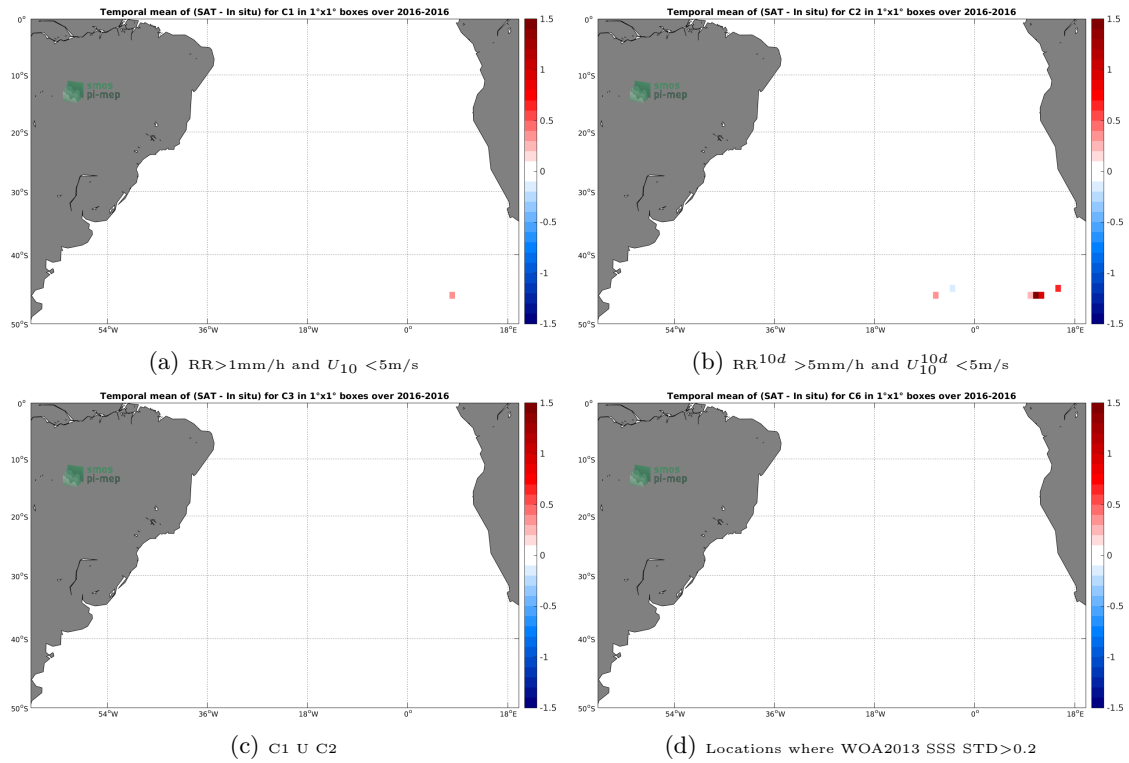 Temporal mean of (SAT - In situ) for C1 in 1°x1° boxes over 2016-2016
0°
10°S
20°S
30°S
40°S
50°S
54°W
36°W
18°W
0°
18°E
1.5
1
0.5
0
-0.5
-1
-1.5
smos
pi-mep
(a) RR>1mm/h and U10 <5m/s
Temporal mean of (SAT - In situ) for C2 in 1°x1° boxes over 2016-2016
0°
10°S
20°S
30°S
40°S
50°S
54°W
36°W
18°W
0°
18°E
1.5
1
0.5
0
-0.5
-1
-1.5
smos
pi-mep
(b) RR^10d >5mm/h and U10^10d <5m/s
Temporal mean of (SAT - In situ) for C3 in 1°x1° boxes over 2016-2016
0°
10°S
20°S
30°S
40°S
50°S
54°W
36°W
18°W
0°
18°E
1.5
1
0.5
0
-0.5
-1
-1.5
smos
pi-mep
(c) C1 U C2
Temporal mean of (SAT - In situ) for C6 in 1°x1° boxes over 2016-2016
0°
10°S
20°S
30°S
40°S
50°S
54°W
36°W
18°W
0°
18°E
1.5
1
0.5
0
-0.5
-1
-1.5
smos
pi-mep
(d) Locations where WOA2013 SSS STD>0.2